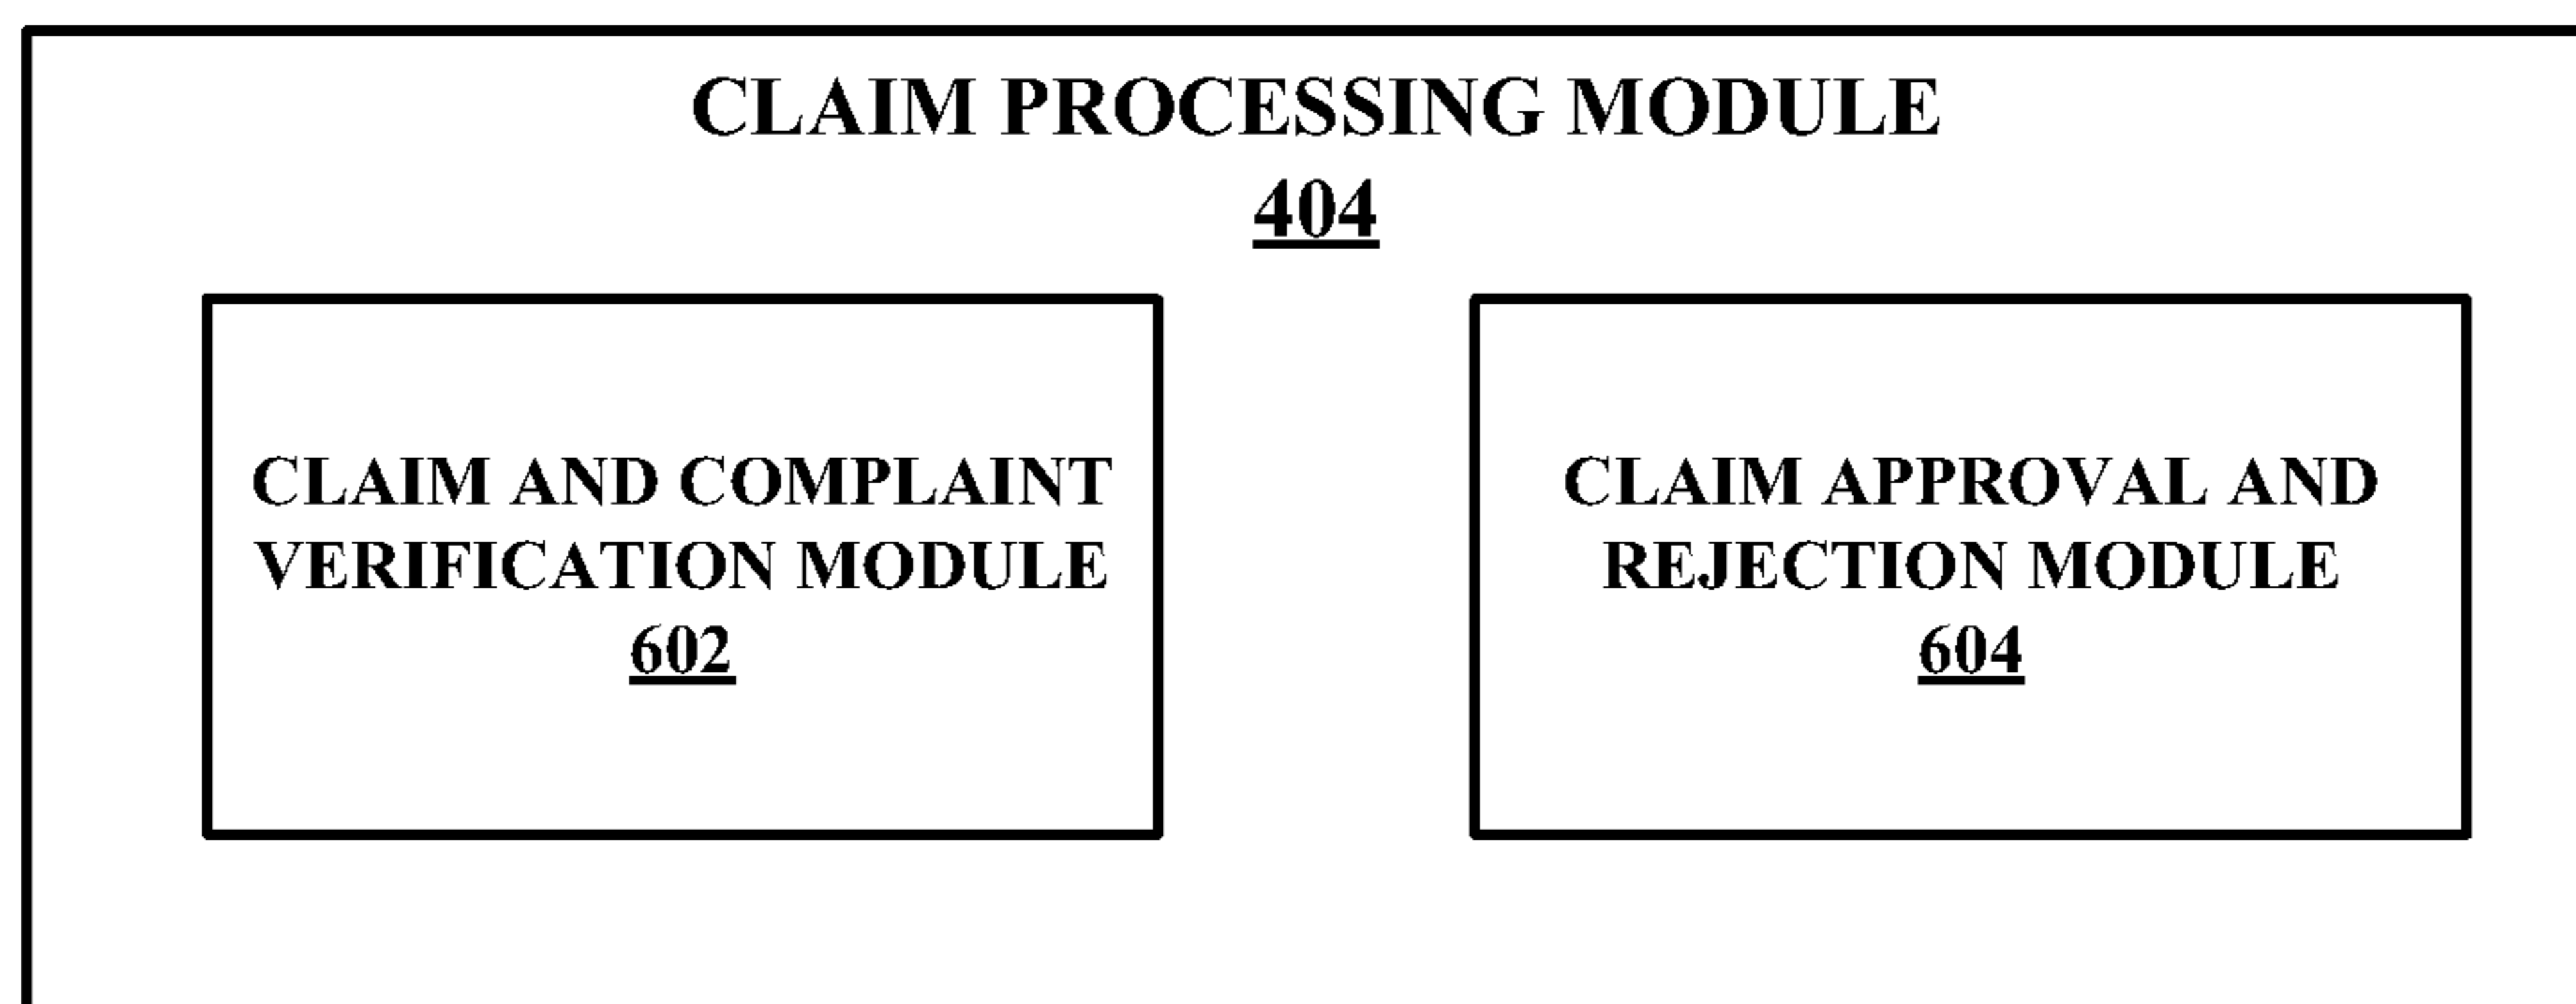 CLAIM PROCESSING MODULE
404
CLAIM AND COMPLAINT
VERIFICATION MODULE
602
CLAIM APPROVAL AND
REJECTION MODULE
604